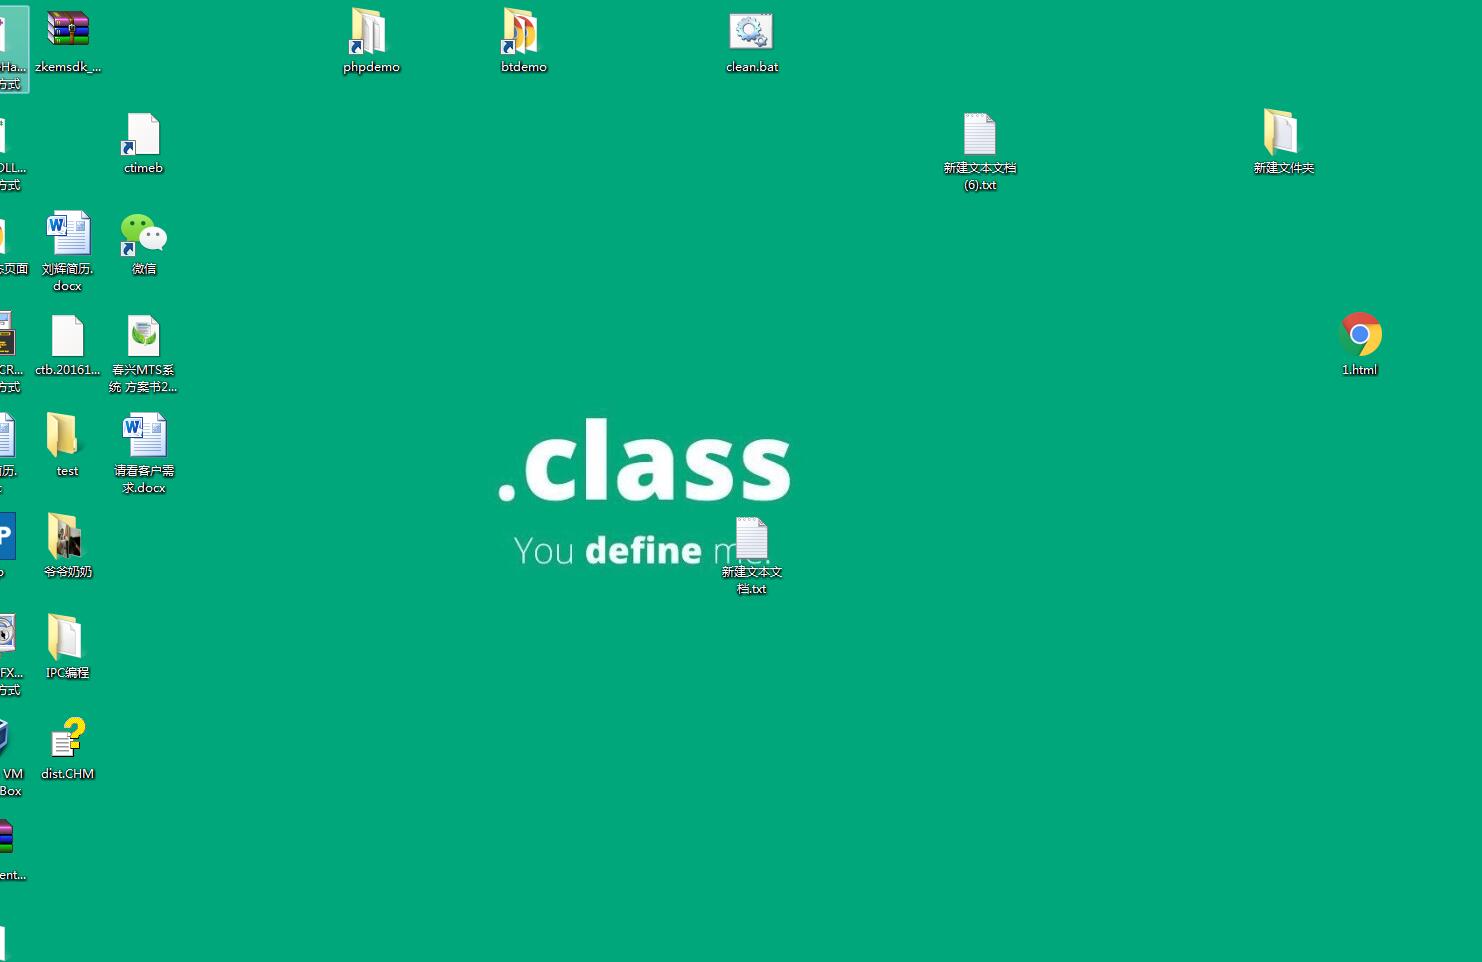 Ha...
方式
zkemsdk_...
phpdemo
btdemo
clean.bat
OLL...
方式
ctimeb
新建文本文档
(6).txt
新建文件夹
页面
刘辉简历.
docx
微信
CR...
方式
ctb.20161...
春兴MTS系
统 方案书2...
1.html
历.
test
请看客户需
求.docx
.class
You define me.
P
爷爷奶奶
新建文本文
档.txt
FX...
方式
IPC编程
VM
Box
dist.CHM
ent...